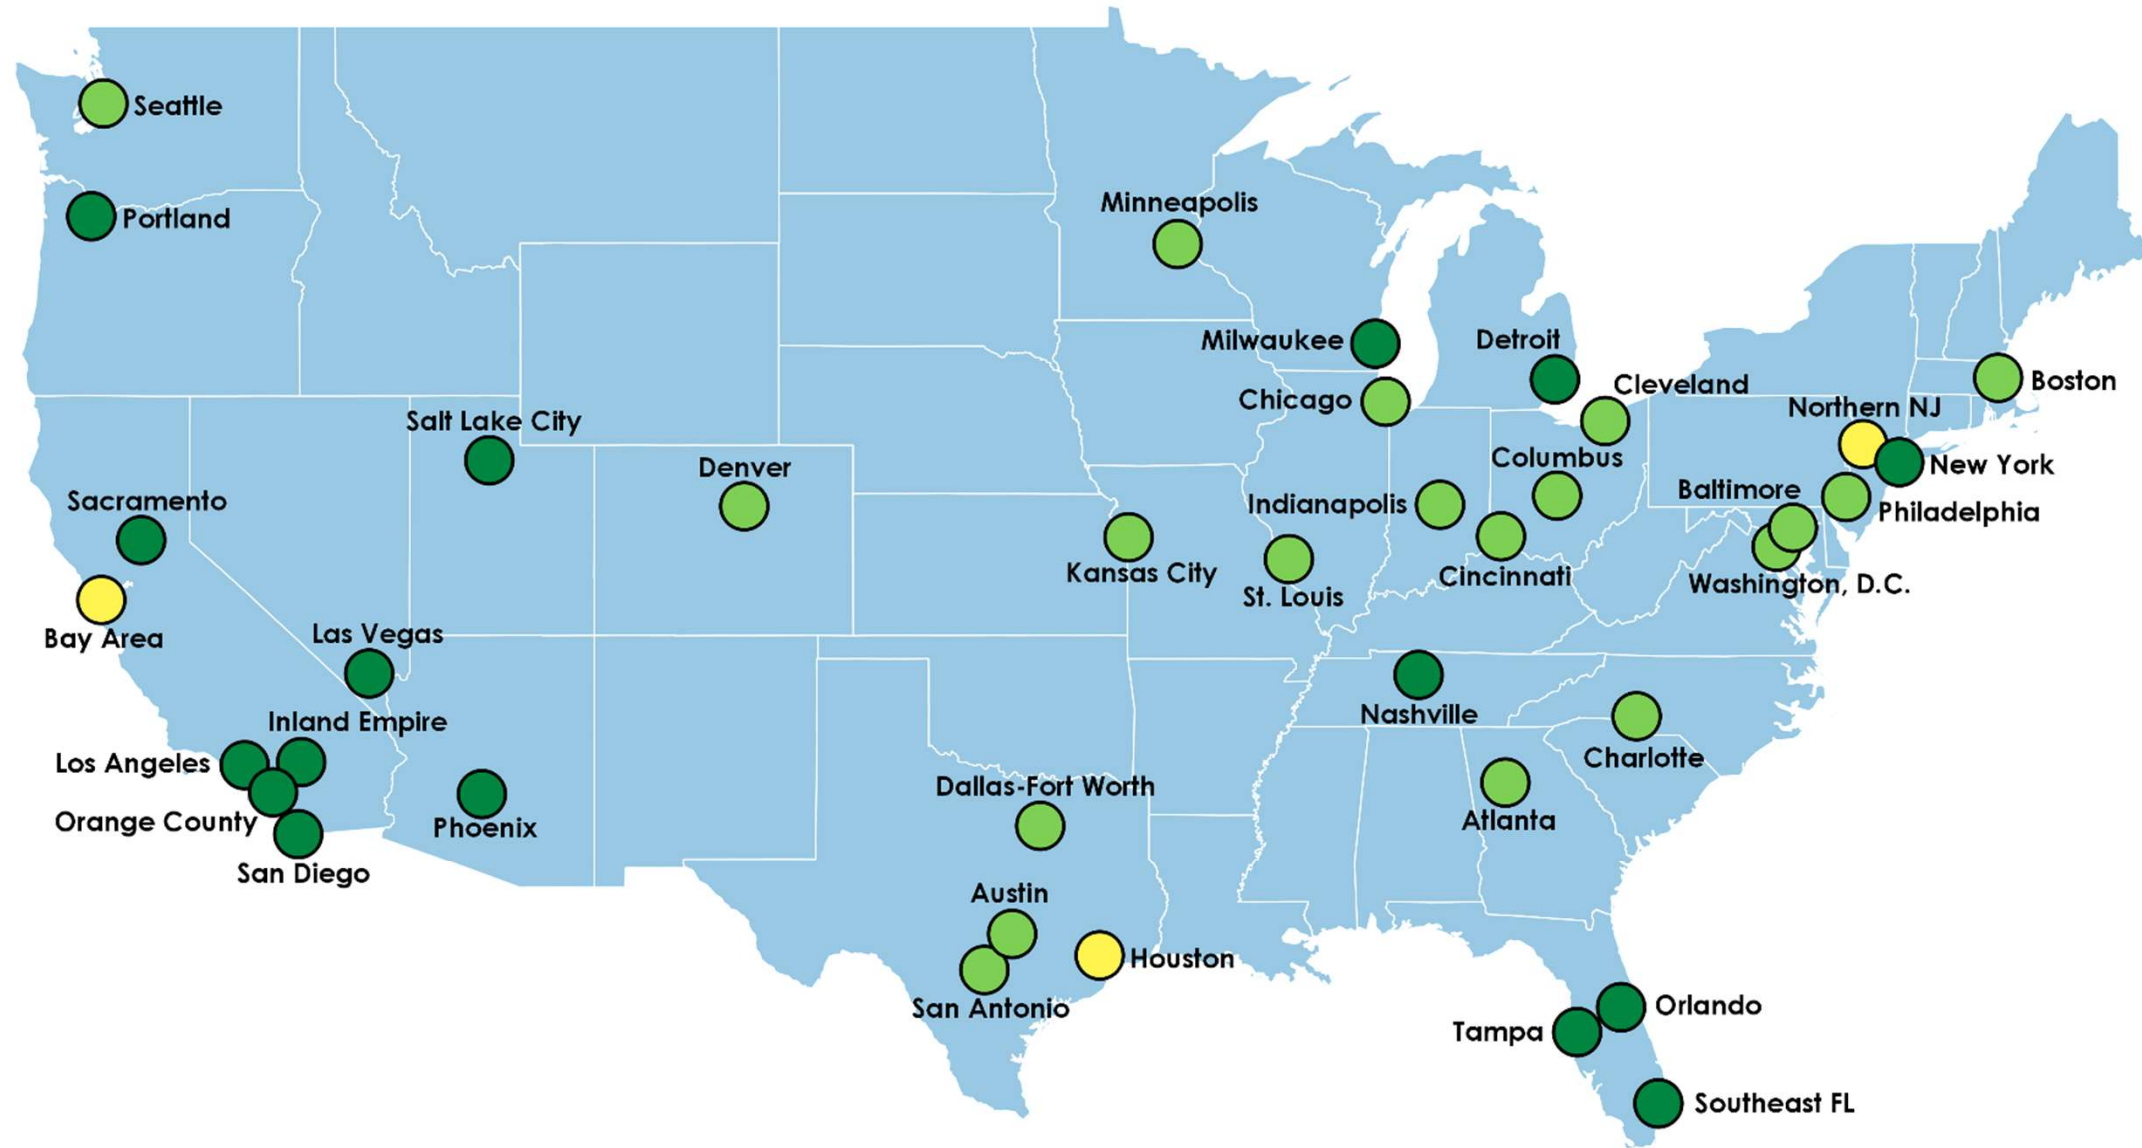 Seattle
Portland
Minneapolis
Milwaukee
Detroit
Cleveland
Boston
Chicago
Northern NJ
Salt Lake City
Denver
Columbus
New York
Sacramento
Indianapolis
Baltimore
Philadelphia
Kansas City
Cincinnati
Washington, D.C.
St. Louis
Bay Area
Las Vegas
Inland Empire
Nashville
Los Angeles
Charlotte
Dallas-Fort Worth
Orange County
Phoenix
Atlanta
San Diego
Austin
Houston
San Antonio
Orlando
Tampa
Southeast FL